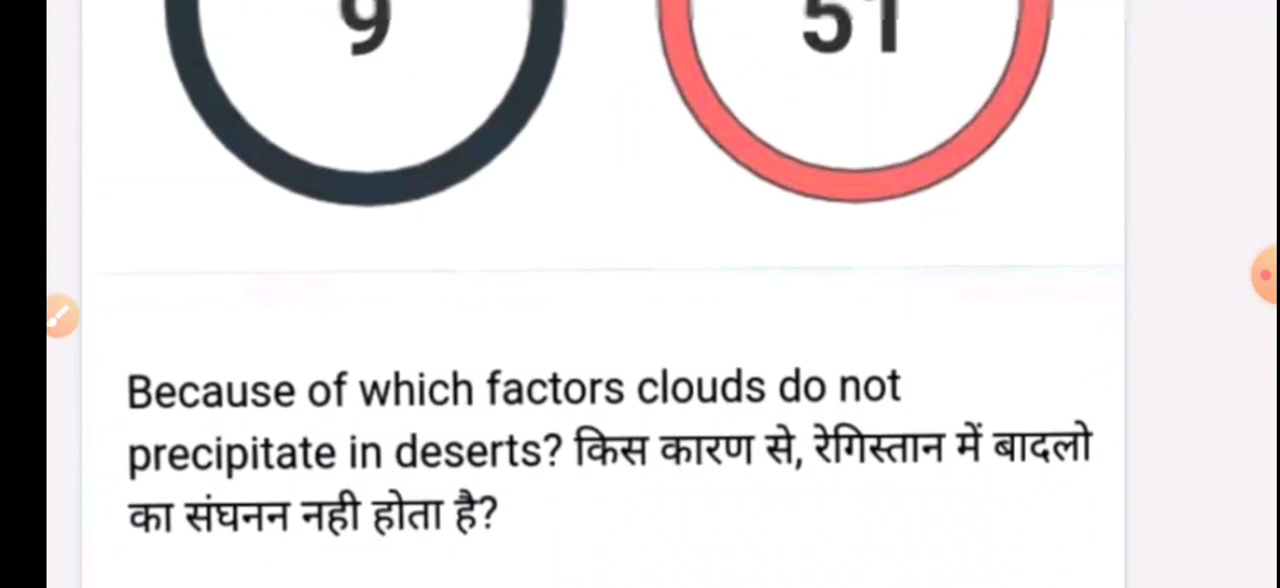 9 51
Because of which factors clouds do not
precipitate in deserts? किस कारण से, रेगिस्तान में बादलो
का संघनन नही होता है?